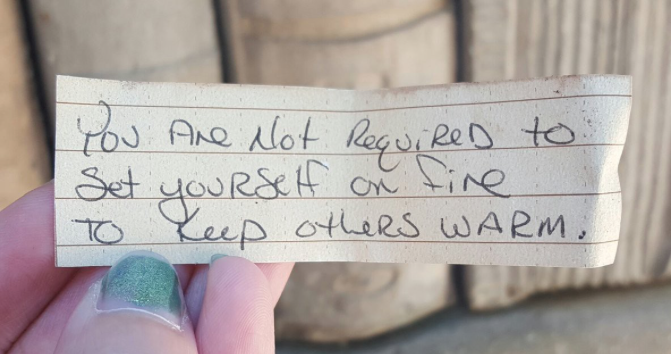 You Are Not Required to
Set yourself on fire
To Keep others WARM.